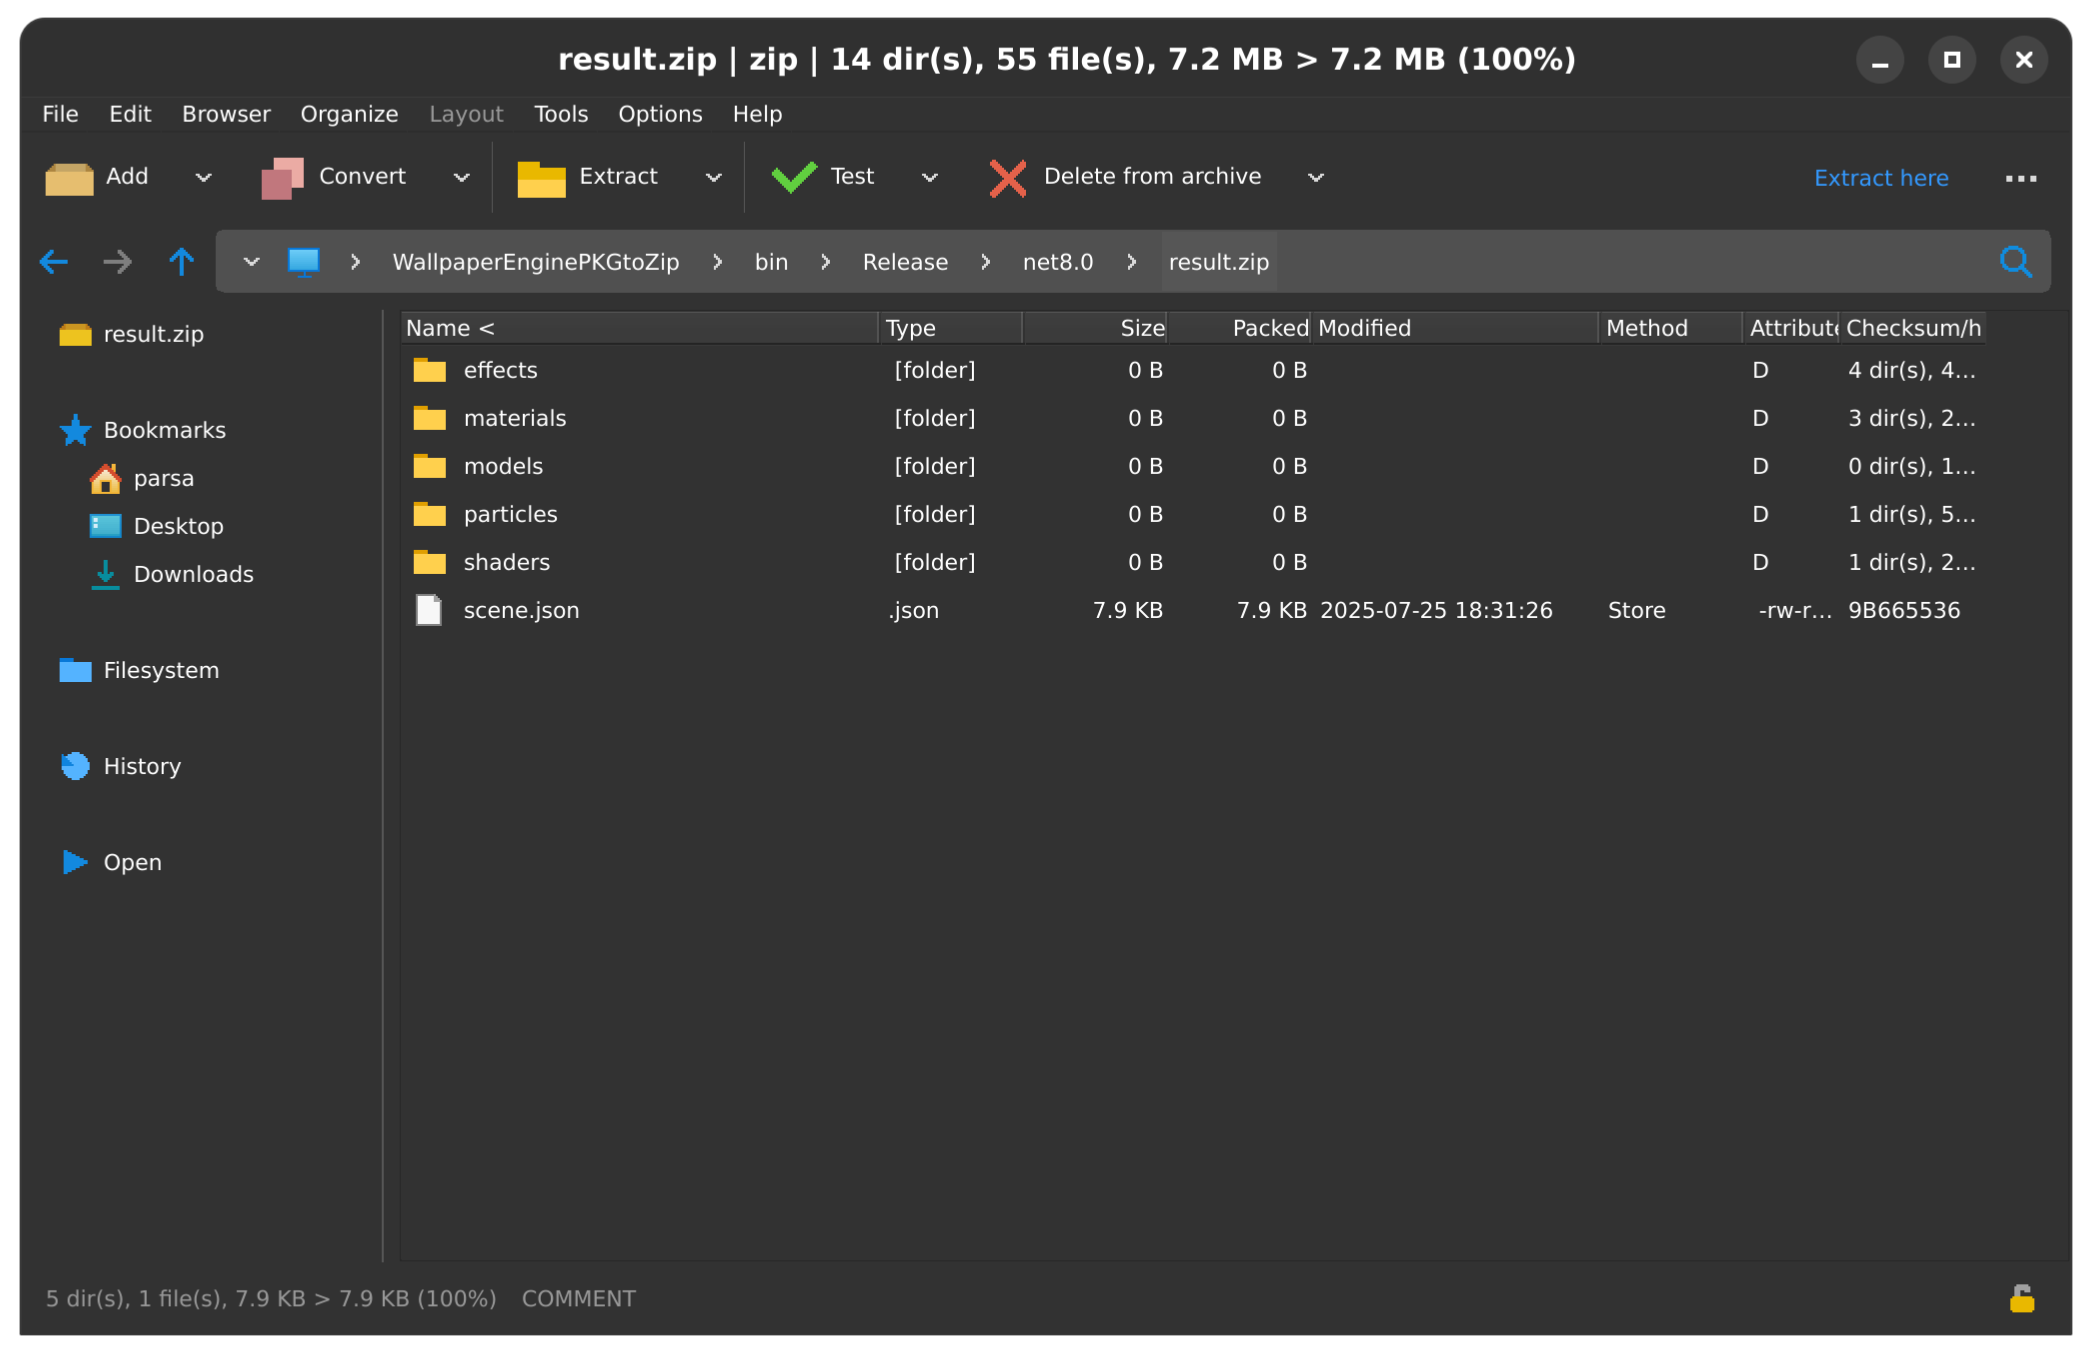 result.zip | zip | 14 dir(s), 55 file(s), 7.2 MB > 7.2 MB (100%)
File Edit Browser Organize Layout Tools Options Help
Add Convert Extract Test Delete from archive Extract here ...
WallpaperEnginePKGtoZip > bin > Release > net8.0 > result.zip
result.zip
Bookmarks
parsa
Desktop
Downloads
Filesystem
History
Open
Name < Type Size Packed Modified Method Attribute Checksum/h
effects [folder] 0 B 0 B D 4 dir(s), 4...
materials [folder] 0 B 0 B D 3 dir(s), 2...
models [folder] 0 B 0 B D 0 dir(s), 1...
particles [folder] 0 B 0 B D 1 dir(s), 5...
shaders [folder] 0 B 0 B D 1 dir(s), 2...
scene.json .json 7.9 KB 7.9 KB 2025-07-25 18:31:26 Store -rw-r... 9B665536
5 dir(s), 1 file(s), 7.9 KB > 7.9 KB (100%) COMMENT